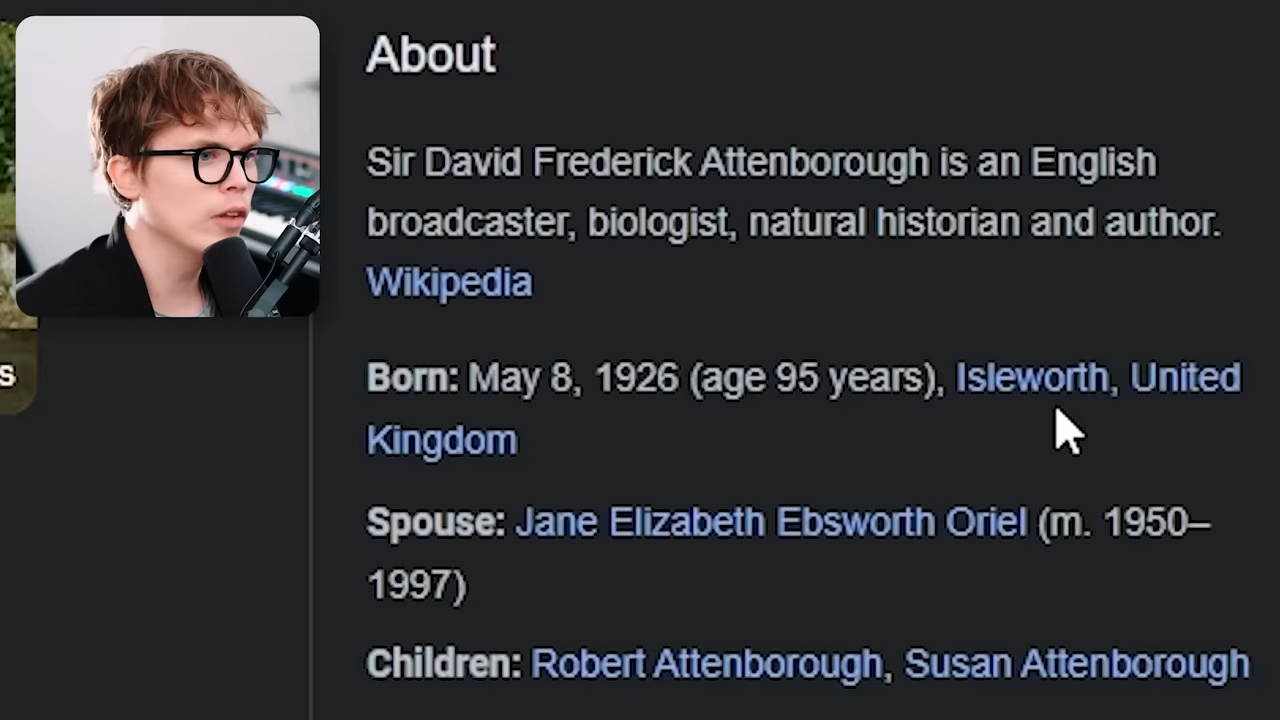 About
Sir David Frederick Attenborough is an English
broadcaster, biologist, natural historian and author.
Wikipedia
Born: May 8, 1926 (age 95 years), Isleworth, United
Kingdom
Spouse: Jane Elizabeth Ebsworth Oriel (m. 1950–
1997)
Children: Robert Attenborough, Susan Attenborough
s